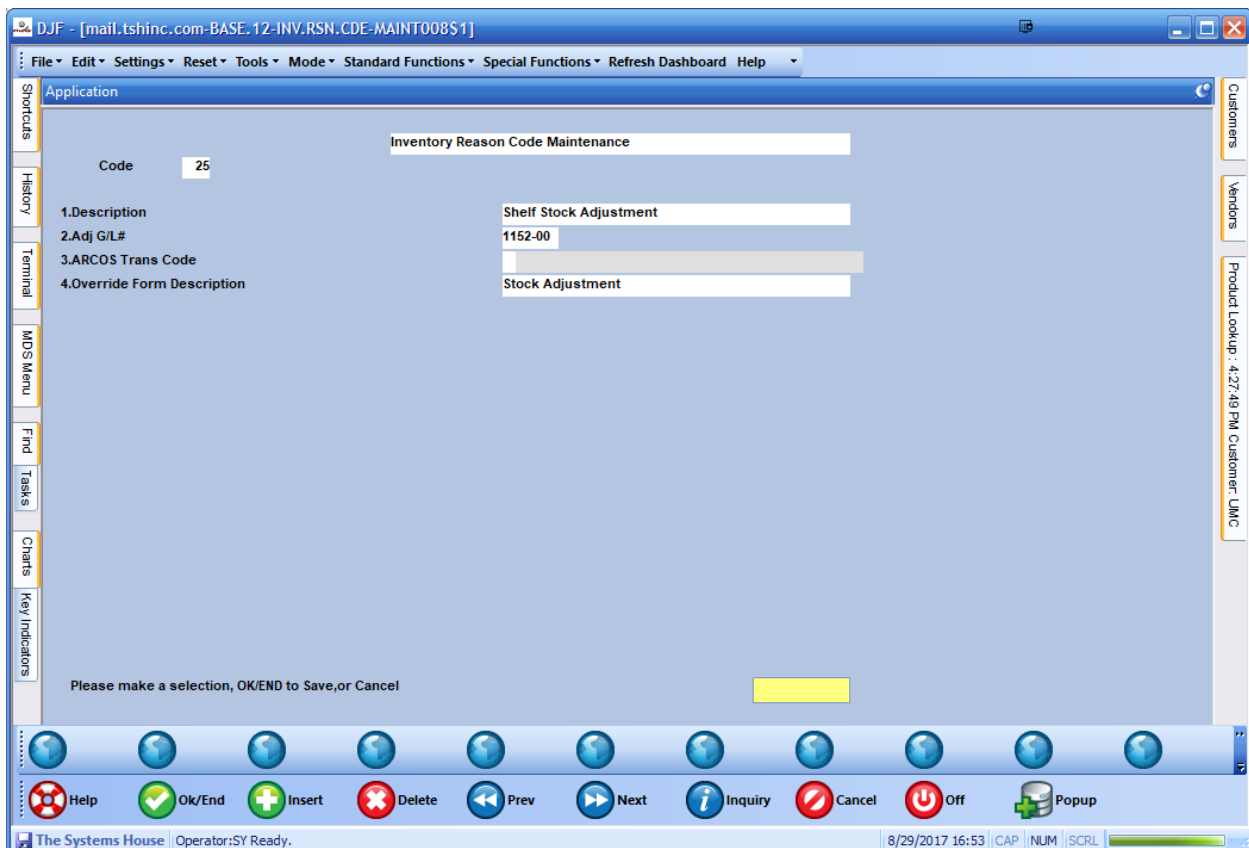 DJF - [mail.tshinc.com-BASE.12-INV.RSN.CDE-MAINT008$1]
File Edit Settings Reset Tools Mode Standard Functions Special Functions Refresh Dashboard Help
Application
Shortcuts
History
Terminal
MDS Menu
Find
Tasks
Charts
Key Indicators
Inventory Reason Code Maintenance
Code 25
1.Description Shelf Stock Adjustment
2.Adj G/L# 1152-00
3.ARCOS Trans Code
4.Override Form Description Stock Adjustment
Please make a selection, OK/END to Save,or Cancel
Customers
Vendors
Product Lookup : 4:27:49 PM Customer: UMC
Help Ok/End Insert Delete Prev Next Inquiry Cancel Off Popup
The Systems House Operator:SY Ready. 8/29/2017 16:53 CAP NUM SCRL